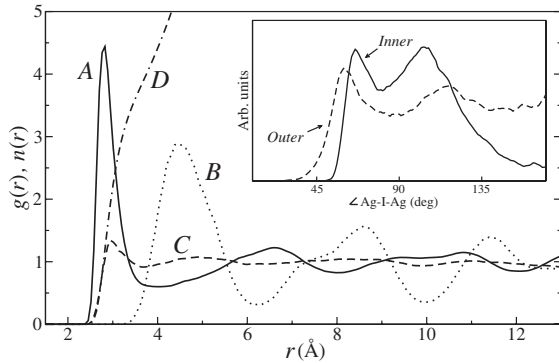 5
4
3
2
1
0
g(r), n(r)
A
D
B
C
Arb. units
Inner
Outer
45 90 135
∠ Ag-I-Ag (deg)
2 4 6 8 10 12
r (Å)